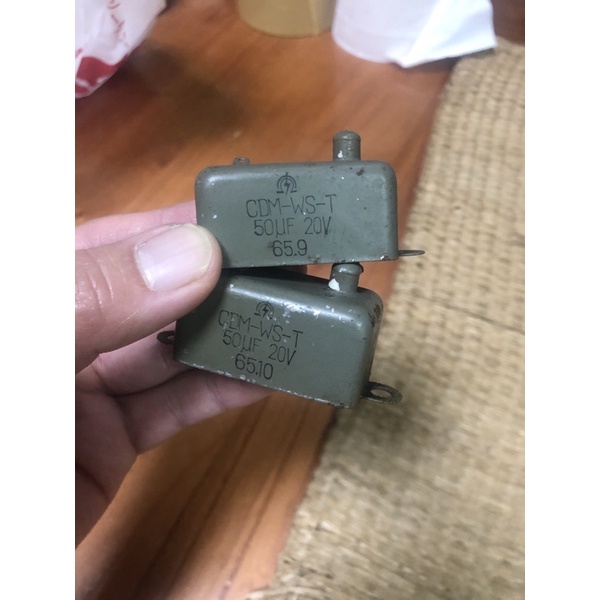 CDM-WS-T
50µF 20V
65.9
CDM-WS-T
50µF 20V
65.10